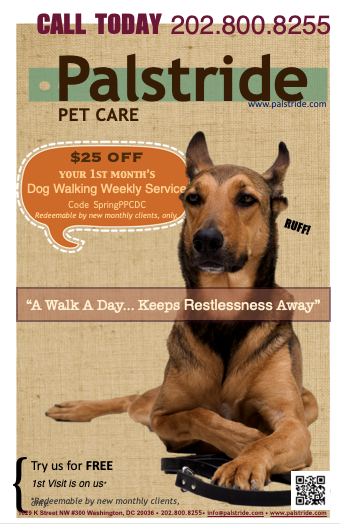 CALL TODAY 202.800.8255
Palstride
www.palstride.com
PET CARE
$25 OFF
YOUR 1ST MONTH'S
Dog Walking Weekly Service
Code SpringPPCDC
Redeemable by new monthly clients, only.
RUFF!
"A Walk A Day... Keeps Restlessness Away"
Try us for FREE
1st Visit is on us*
*Redeemable by new monthly clients,
only.
K Street NW #300 Washington, DC 20036 • 202.800.8255 • info@palstride.com • www.palstride.com